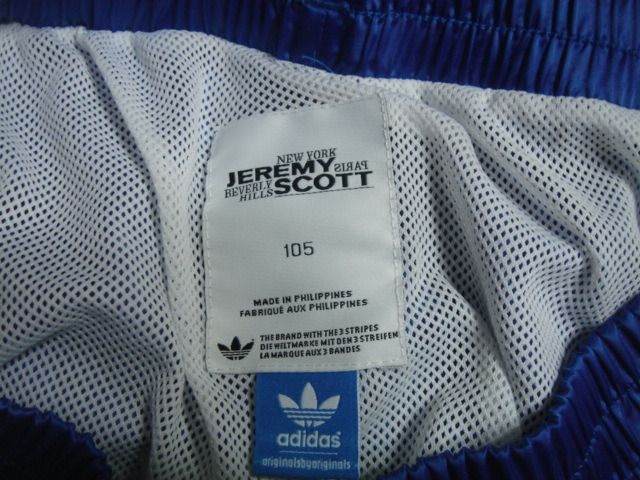 NEW YORK
JEREMY PARIS
BEVERLY SCOTT
HILLS
105
MADE IN PHILIPPINES
FABRIQUÉ AUX PHILIPPINES
THE BRAND WITH THE 3 STRIPES
DIE WELTMARKE MIT DEN 3 STREIFEN
LA MARQUE AUX 3 BANDES.
adidas
originalsbyoriginals